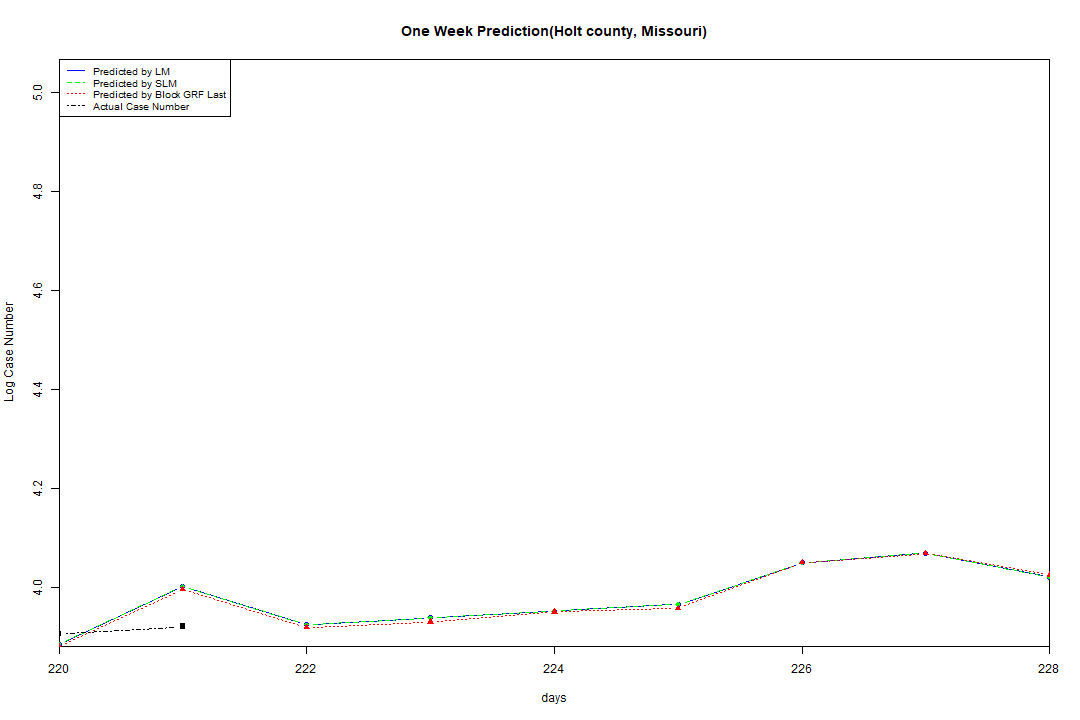 One Week Prediction(Holt county, Missouri)
Predicted by LM
Predicted by SLM
Predicted by Block GRF Last
Actual Case Number
5.0
4.8
4.6
4.4
4.2
4.0
Log Case Number
220
222
224
226
228
days